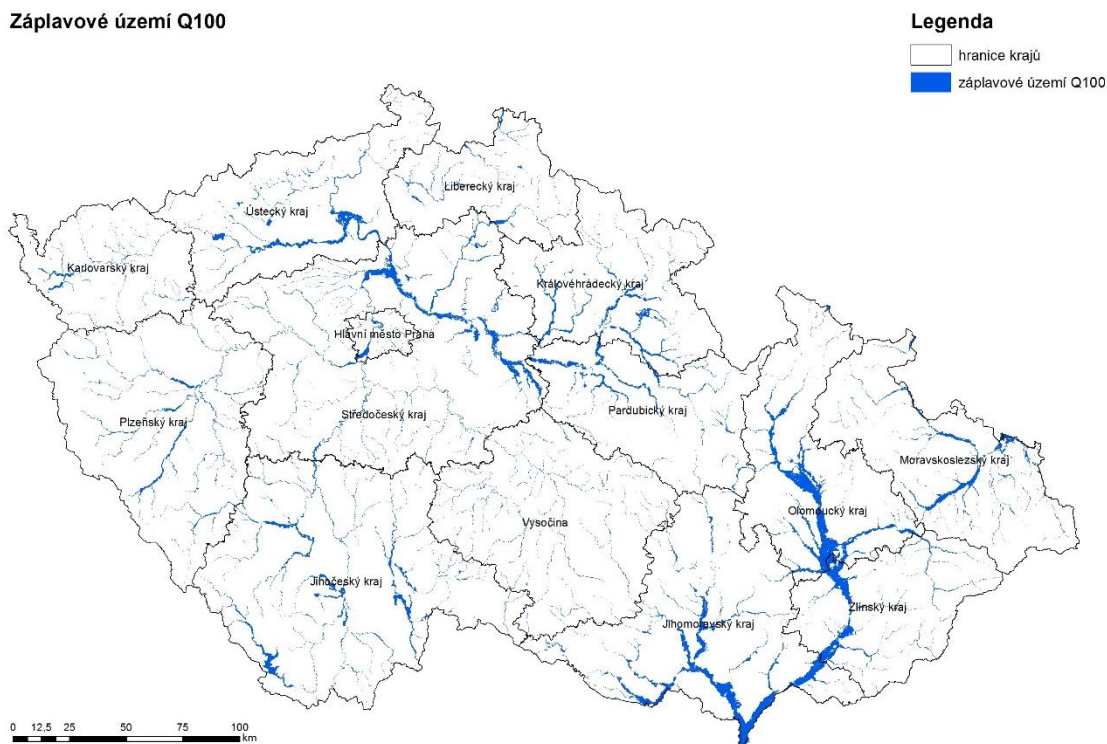 Záplavové území Q100
Legenda
hranice krajů
záplavové území Q100
Liberecký kraj
Ústecký kraj
Karlovarský kraj
Královéhradecký kraj
Hlavní město Praha
Středočeský kraj
Pardubický kraj
Plzeňský kraj
Moravskoslezský kraj
Olomoucký kraj
Vysočina
Jihočeský kraj
Zlínský kraj
Jihomoravský kraj
0 12,5 25 50 75 100
km